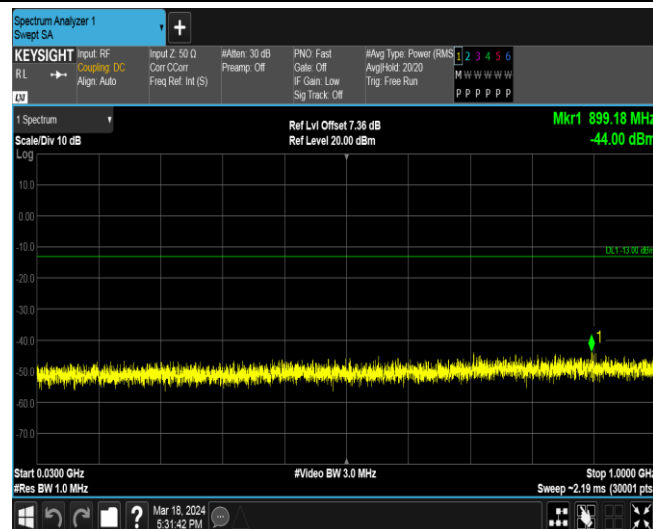 Spectrum Analyzer 1
Swept SA
+
KEYSIGHT Input: RF Input Z: 50 Ω #Atten: 30 dB PNO: Fast #Avg Type: Power (RMS 1 2 3 4 5 6
RL Coupling: DC Corr CCorr Preamp: Off Gate: Off Avg|Hold: 20/20 M W W W W W
Align: Auto Freq Ref: Int (S) IF Gain: Low Trig: Free Run
Sig Track: Off P P P P P P
LXI
1 Spectrum
Ref Lvl Offset 7.36 dB Mkr1 899.18 MHz
Scale/Div 10 dB Ref Level 20.00 dBm -44.00 dBm
Log
10.0
0.00
-10.0
DL1 -13.00 dBm
-20.0
-30.0
-40.0
1
-50.0
-60.0
-70.0
Start 0.0300 GHz #Video BW 3.0 MHz Stop 1.0000 GHz
#Res BW 1.0 MHz Sweep ~2.19 ms (30001 pts
? Mar 18, 2024
5:31:42 PM